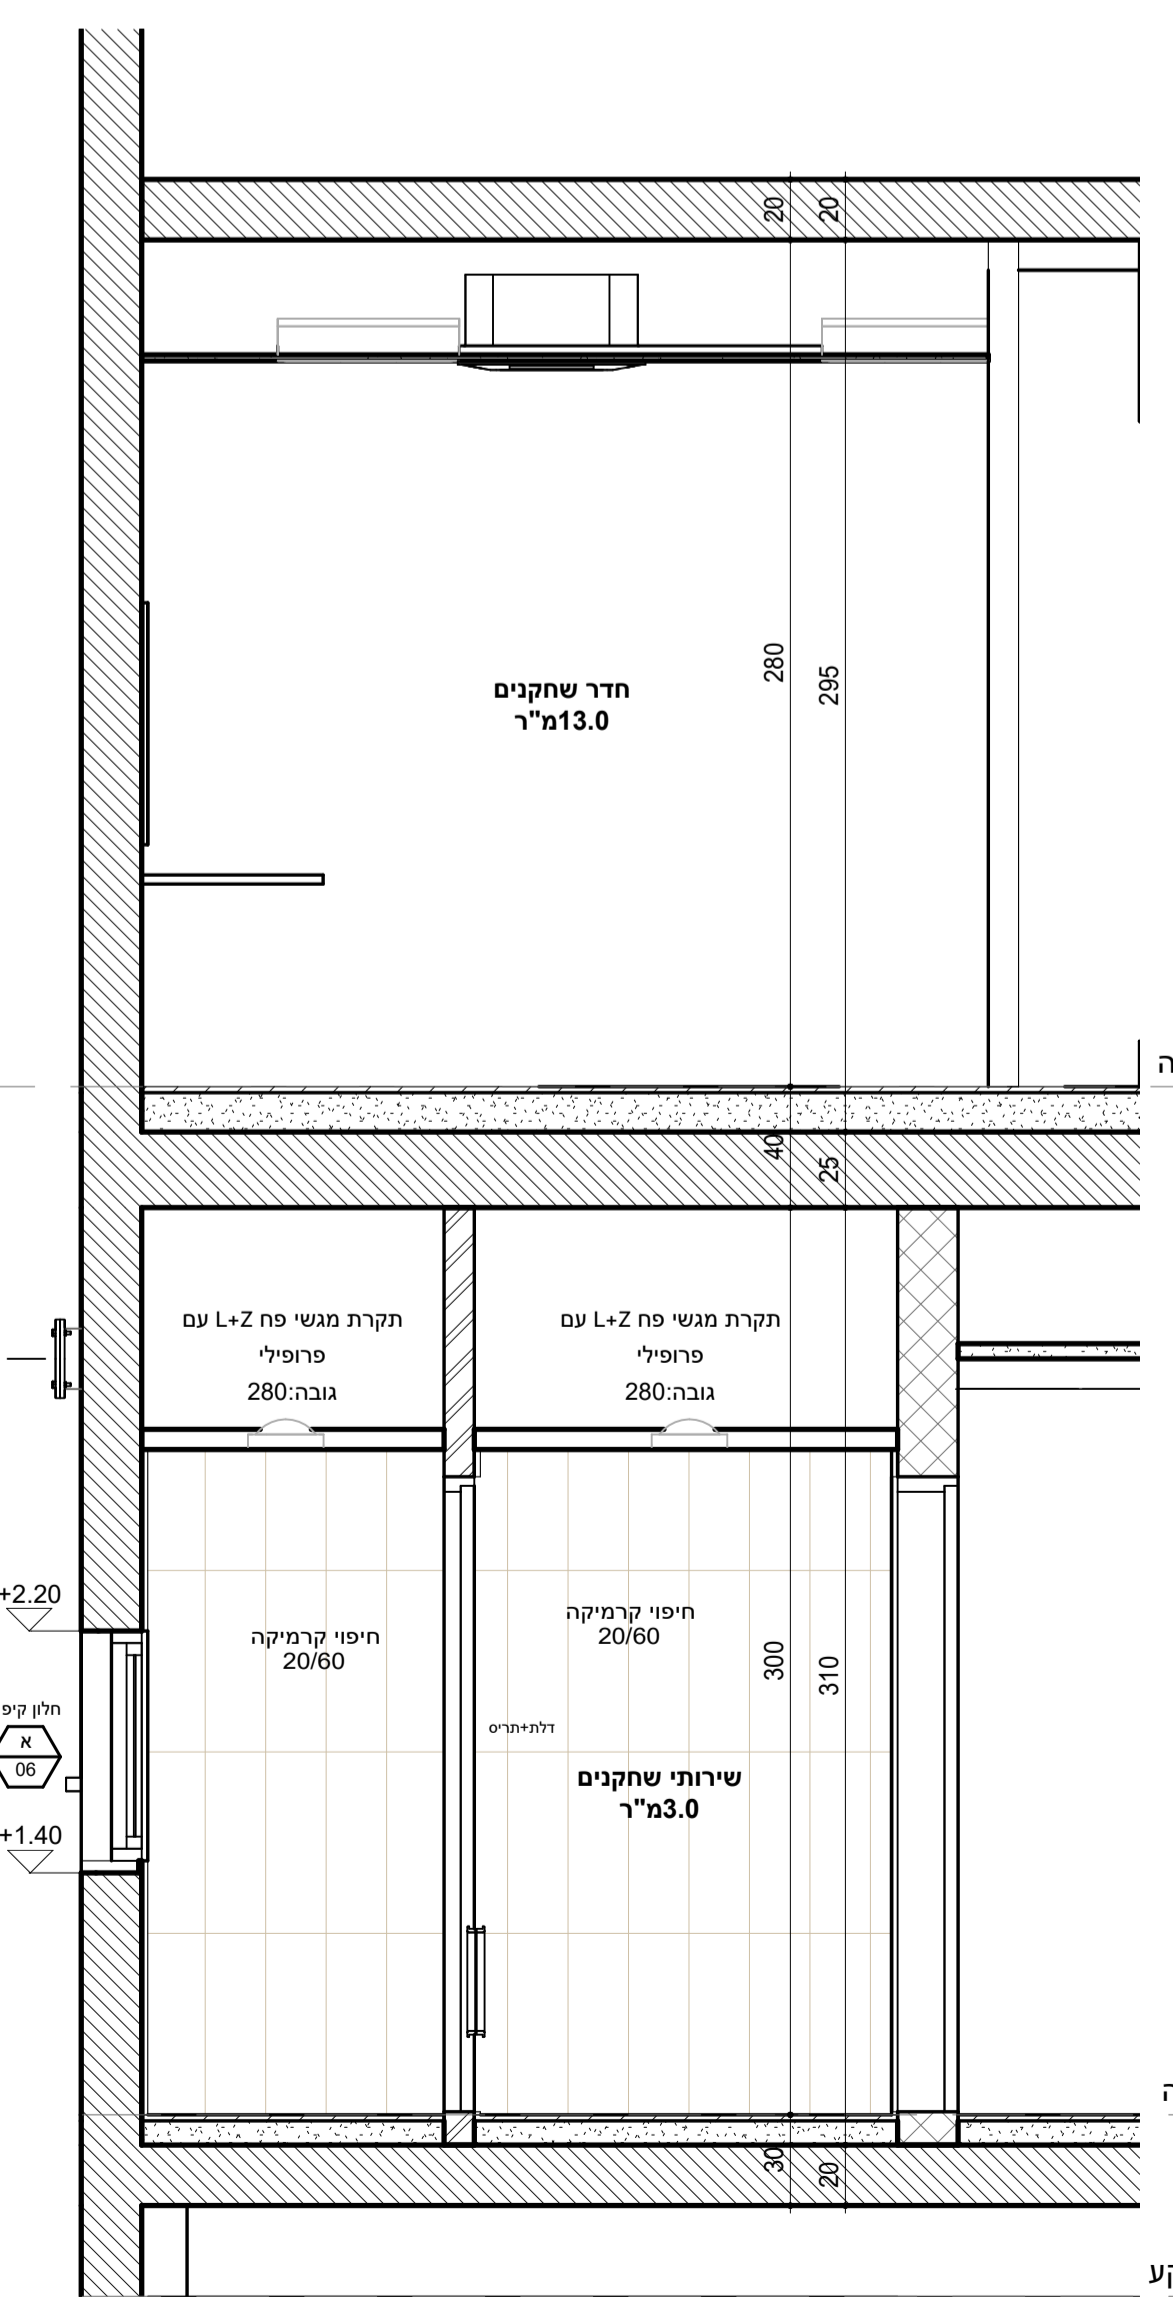 20
20
280
295
חדר שחקנים
13.0מ"ר
40
25
תקרת מגשי פח L+Z עם
פרופילי
גובה:280
תקרת מגשי פח L+Z עם
פרופילי
גובה:280
+2.20
חיפוי קרמיקה
20/60
חיפוי קרמיקה
20/60
300
310
חלון קיפ
א
06
דלת+תריס
שירותי שחקנים
3.0מ"ר
+1.40
30
20